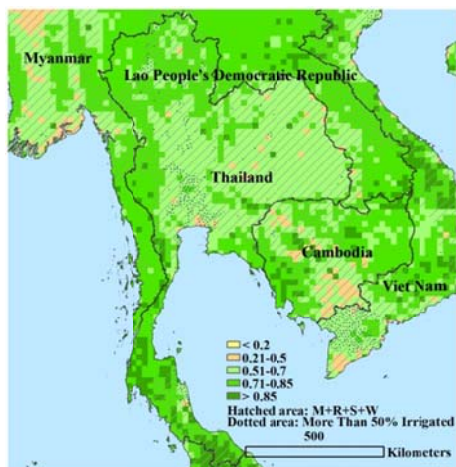 Myanmar
Lao People's Democratic Republic
Thailand
Cambodia
Viet Nam
< 0.2
0.21-0.5
0.51-0.7
0.71-0.85
> 0.85
Hatched area: M+R+S+W
Dotted area: More Than 50% Irrigated
500
Kilometers